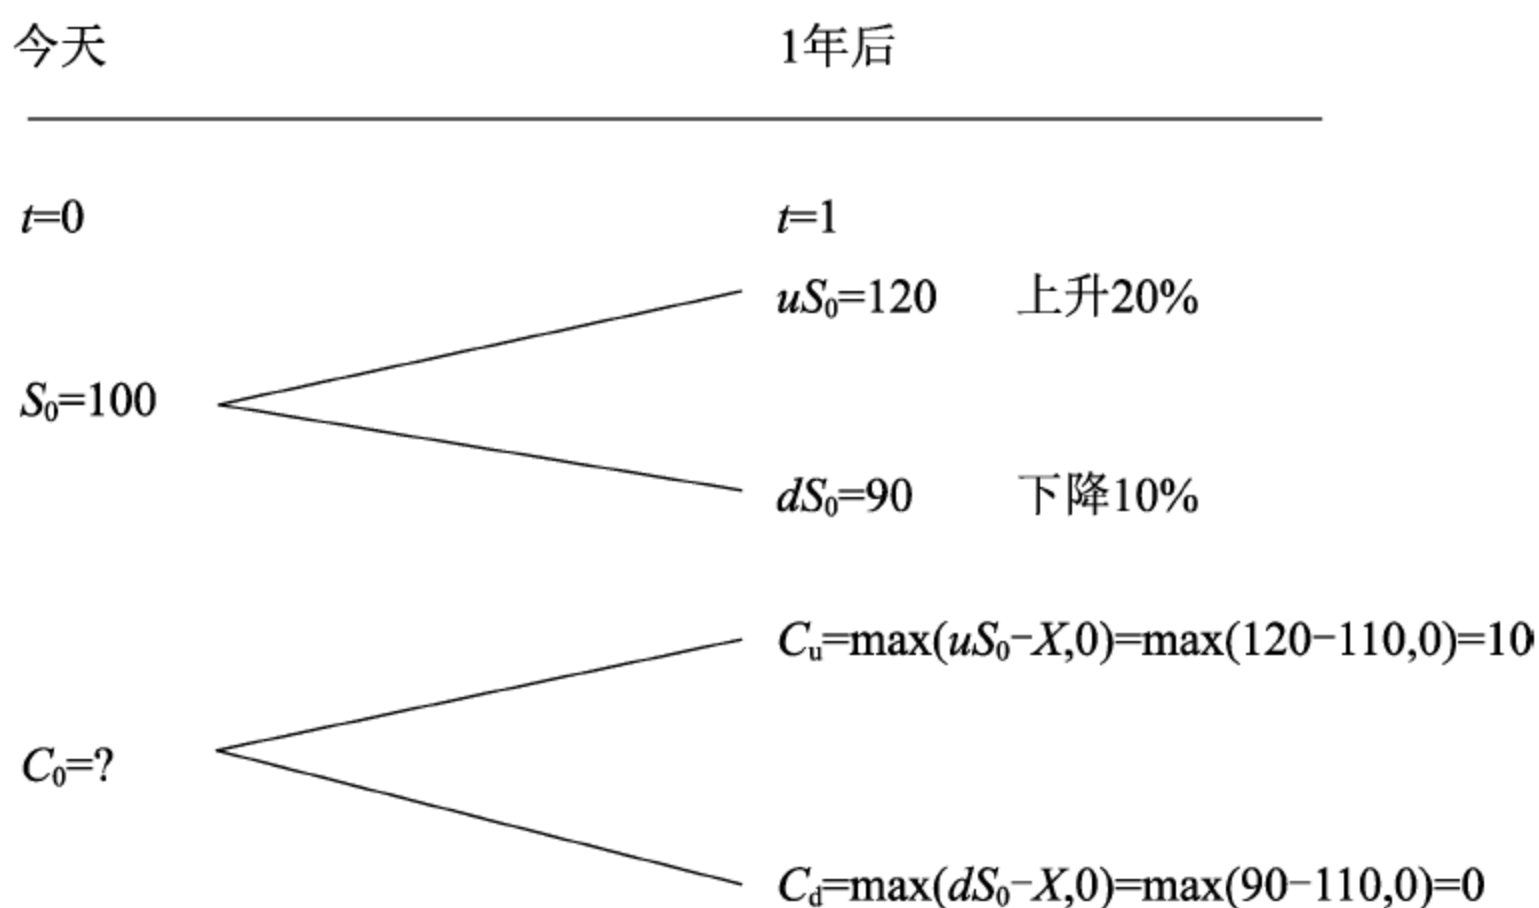 今天 1年后
t=0 t=1
uS₀=120 上升20%
S₀=100
dS₀=90 下降10%
Cᵤ=max(uS₀-X,0)=max(120-110,0)=10
C₀=?
C_d=max(dS₀-X,0)=max(90-110,0)=0